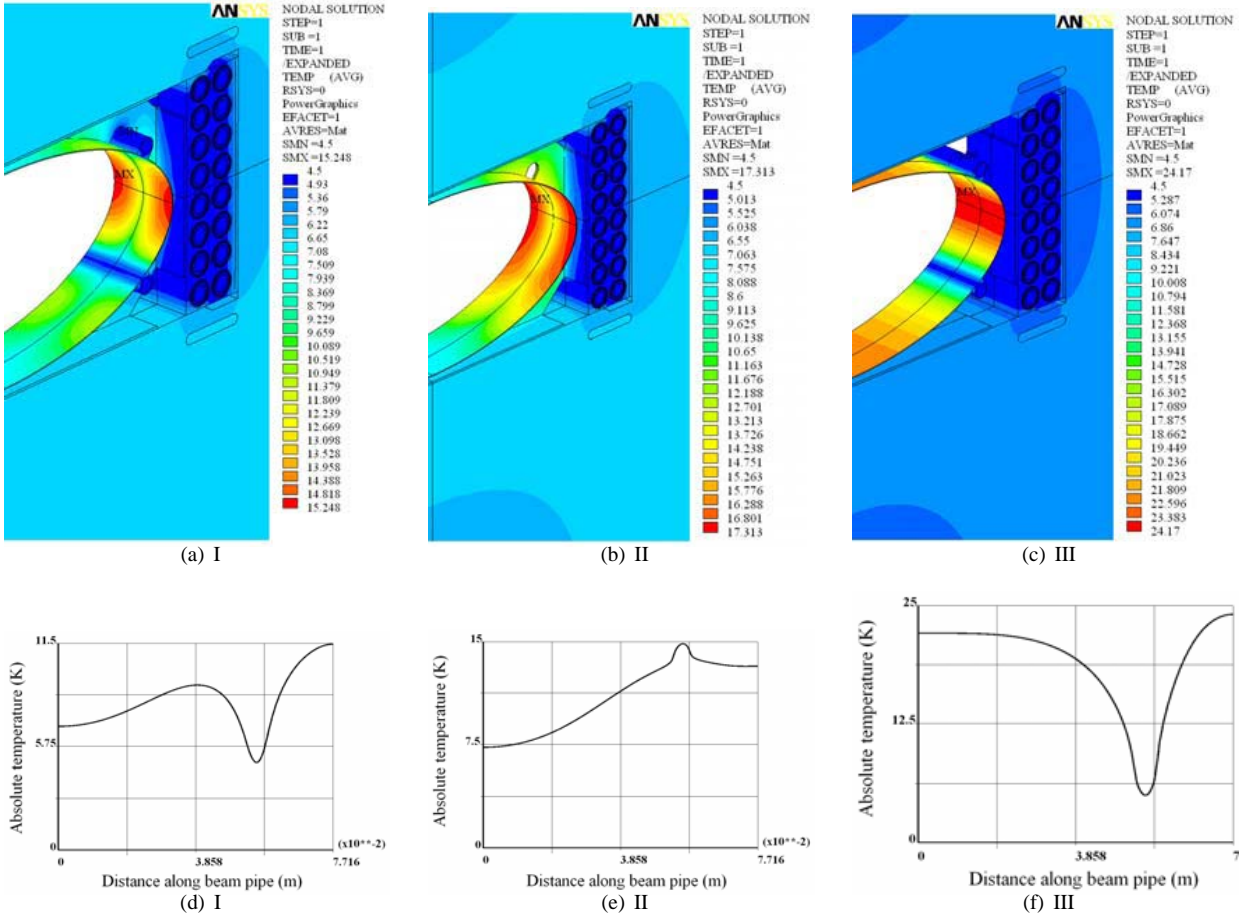 ANSYS
NODAL SOLUTION
STEP=1
SUB =1
TIME=1
/EXPANDED
TEMP (AVG)
RSYS=0
PowerGraphics
EFACET=1
AVRES=Mat
SMN =4.5
SMX =15.248
4.5
4.93
5.36
5.79
6.22
6.65
7.08
7.509
7.939
8.369
8.799
9.229
9.659
10.089
10.519
10.949
11.379
11.809
12.239
12.669
13.098
13.528
13.958
14.388
14.818
15.248
MX
(a) I
ANSYS
NODAL SOLUTION
STEP=1
SUB =1
TIME=1
/EXPANDED
TEMP (AVG)
RSYS=0
PowerGraphics
EFACET=1
AVRES=Mat
SMN =4.5
SMX =17.313
4.5
5.013
5.525
6.038
6.55
7.063
7.575
8.088
8.6
9.113
9.625
10.138
10.65
11.163
11.676
12.188
12.701
13.213
13.726
14.238
14.751
15.263
15.776
16.288
16.801
17.313
MX
(b) II
ANSYS
NODAL SOLUTION
STEP=1
SUB =1
TIME=1
/EXPANDED
TEMP (AVG)
RSYS=0
PowerGraphics
EFACET=1
AVRES=Mat
SMN =4.5
SMX =24.17
4.5
5.287
6.074
6.86
7.647
8.434
9.221
10.008
10.794
11.581
12.368
13.155
13.941
14.728
15.515
16.302
17.089
17.875
18.662
19.449
20.236
21.023
21.809
22.596
23.383
24.17
MX
(c) III
Absolute temperature (K)
11.5
5.75
0
0
3.858
7.716
(x10**-2)
Distance along beam pipe (m)
(d) I
Absolute temperature (K)
15
7.5
0
0
3.858
7.716
(x10**-2)
Distance along beam pipe (m)
(e) II
Absolute temperature (K)
25
12.5
0
0
3.858
7
Distance along beam pipe (m)
(f) III